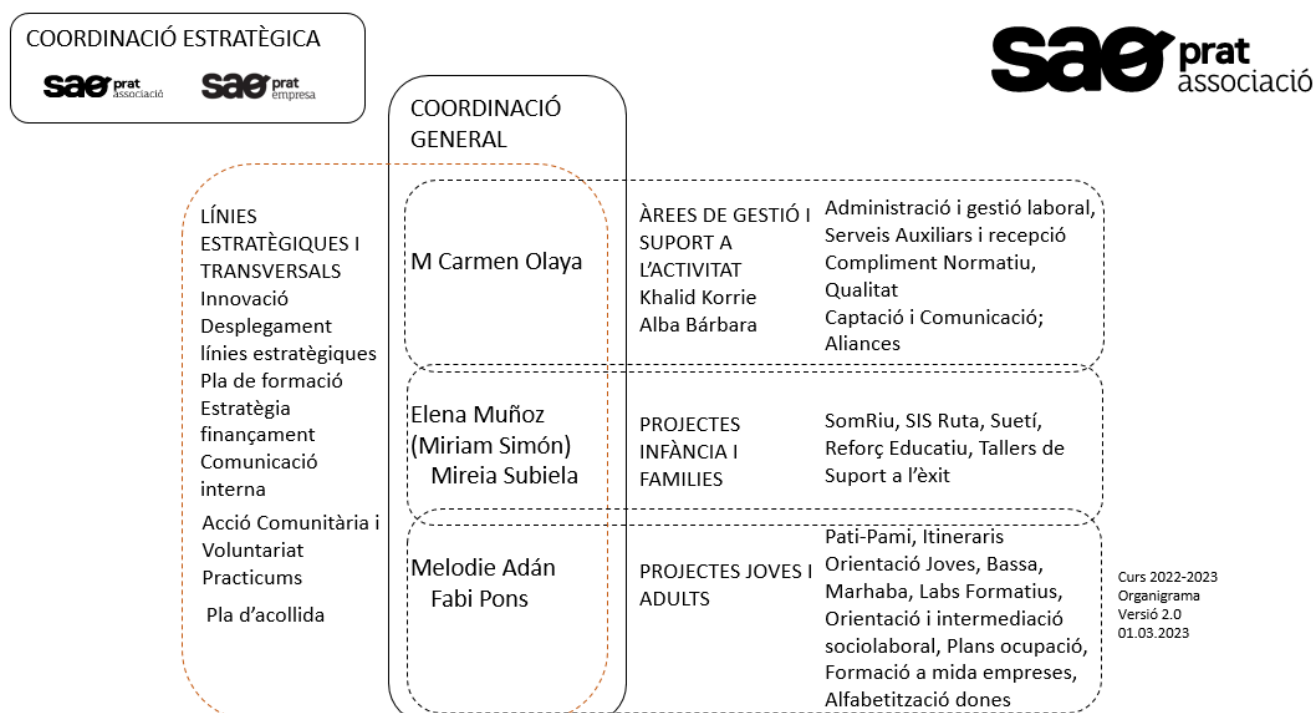 COORDINACIÓ ESTRATÈGICA
sao prat
associació
sao prat
empresa
sao prat
associació
COORDINACIÓ
GENERAL
LÍNIES
ESTRATÈGIQUES I
TRANSVERSALS
Innovació
Desplegament
línies estratègiques
Pla de formació
Estratègia
finançament
Comunicació
interna
Acció Comunitària i
Voluntariat
Practicums
Pla d'acollida
M Carmen Olaya
ÀREES DE GESTIÓ I
SUPORT A
L'ACTIVITAT
Khalid Korrie
Alba Bárbara
Administració i gestió laboral,
Serveis Auxiliars i recepció
Compliment Normatiu,
Qualitat
Captació i Comunicació;
Aliances
Elena Muñoz
(Miriam Simón)
Mireia Subiela
PROJECTES
INFÀNCIA I
FAMILIES
SomRiu, SIS Ruta, Suetí,
Reforç Educatiu, Tallers de
Suport a l'èxit
Melodie Adán
Fabi Pons
PROJECTES JOVES I
ADULTS
Pati-Pami, Itineraris
Orientació Joves, Bassa,
Marhaba, Labs Formatius,
Orientació i intermediació
sociolaboral, Plans ocupació,
Formació a mida empreses,
Alfabetització dones
Curs 2022-2023
Organigrama
Versió 2.0
01.03.2023